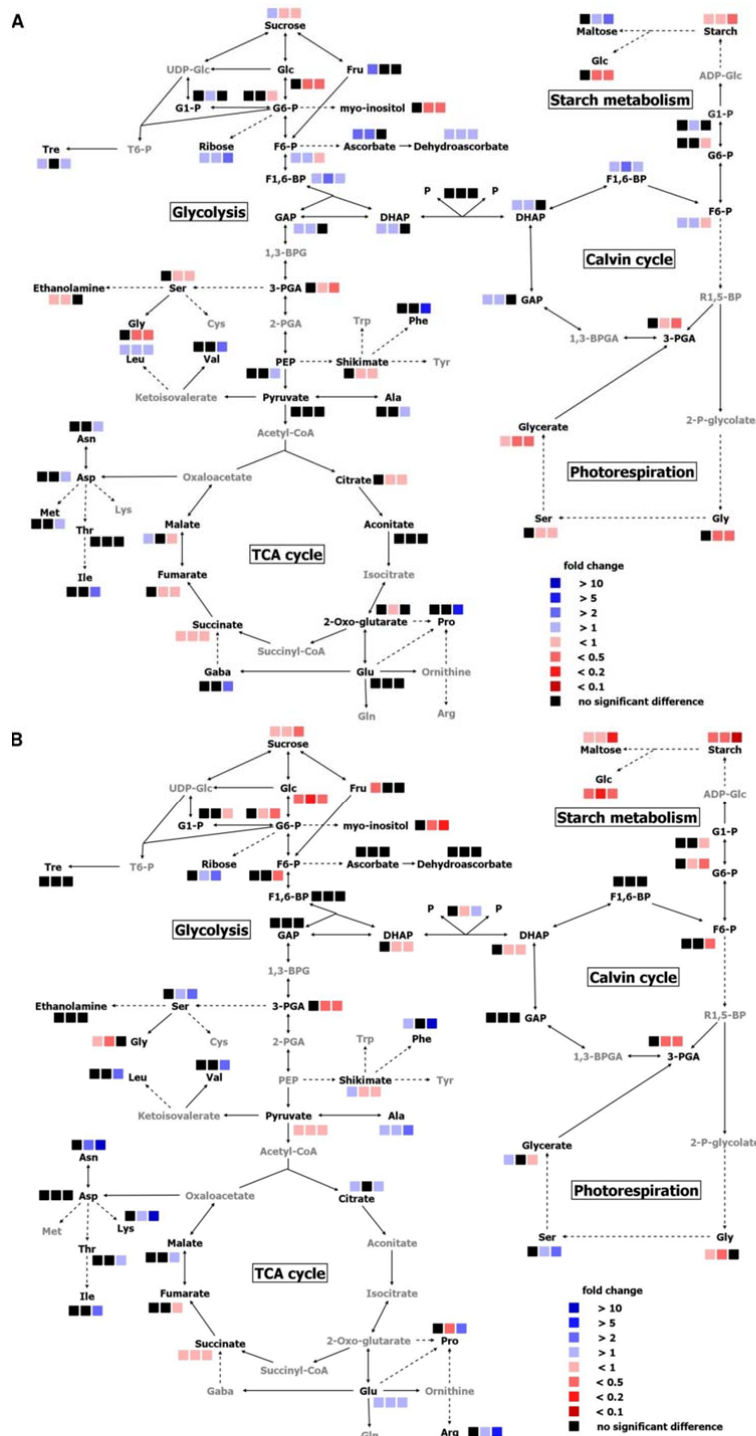 A
Sucrose
Maltose Starch
UDP-Glc Glc Fru
Glc
ADP-Glc
Starch metabolism
G1-P G6-P myo-inositol
G1-P
Tre T6-P
Ribose F6-P Ascorbate Dehydroascorbate
G6-P
F1,6-BP
F1,6-BP
P P
F6-P
Glycolysis
GAP DHAP DHAP
Calvin cycle
1,3-BPG
Ethanolamine Ser 3-PGA
GAP
R1,5-BP
Gly Cys 2-PGA Trp Phe
1,3-BPGA 3-PGA
Leu Val PEP Shikimate Tyr
Ketoisovalerate Pyruvate Ala
Glycerate 2-P-glycolate
Asn Acetyl-CoA
Asp Oxaloacetate Citrate
Photorespiration
Met Lys
Thr Malate Aconitate
Ser Gly
TCA cycle
Ile Fumarate Isocitrate
Succinate 2-Oxo-glutarate Pro
Succinyl-CoA
Gaba Glu Ornithine
Gln Arg
fold change
> 10
> 5
> 2
> 1
< 1
< 0.5
< 0.2
< 0.1
no significant difference
B
Sucrose
Maltose Starch
UDP-Glc Glc Fru
Glc
ADP-Glc
Starch metabolism
G1-P G6-P myo-inositol
G1-P
Tre T6-P
Ribose F6-P Ascorbate Dehydroascorbate
G6-P
F1,6-BP
F1,6-BP
P P
F6-P
Glycolysis
GAP DHAP DHAP
Calvin cycle
1,3-BPG
Ethanolamine Ser 3-PGA
GAP
R1,5-BP
Gly Cys 2-PGA Trp Phe
1,3-BPGA 3-PGA
Leu Val PEP Shikimate Tyr
Ketoisovalerate Pyruvate Ala
Glycerate 2-P-glycolate
Asn Acetyl-CoA
Asp Oxaloacetate Citrate
Photorespiration
Met Lys
Thr Malate Aconitate
Ser Gly
TCA cycle
Ile Fumarate Isocitrate
Succinate 2-Oxo-glutarate Pro
Succinyl-CoA
Gaba Glu Ornithine
Gln Arg
fold change
> 10
> 5
> 2
> 1
< 1
< 0.5
< 0.2
< 0.1
no significant difference